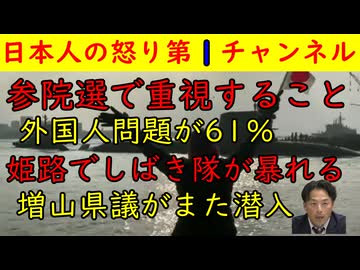 日本人の怒り第1チャンネル
参院選で重視すること
外国人問題が61%
姫路でしばき隊が暴れる
増山県議がまた潜入